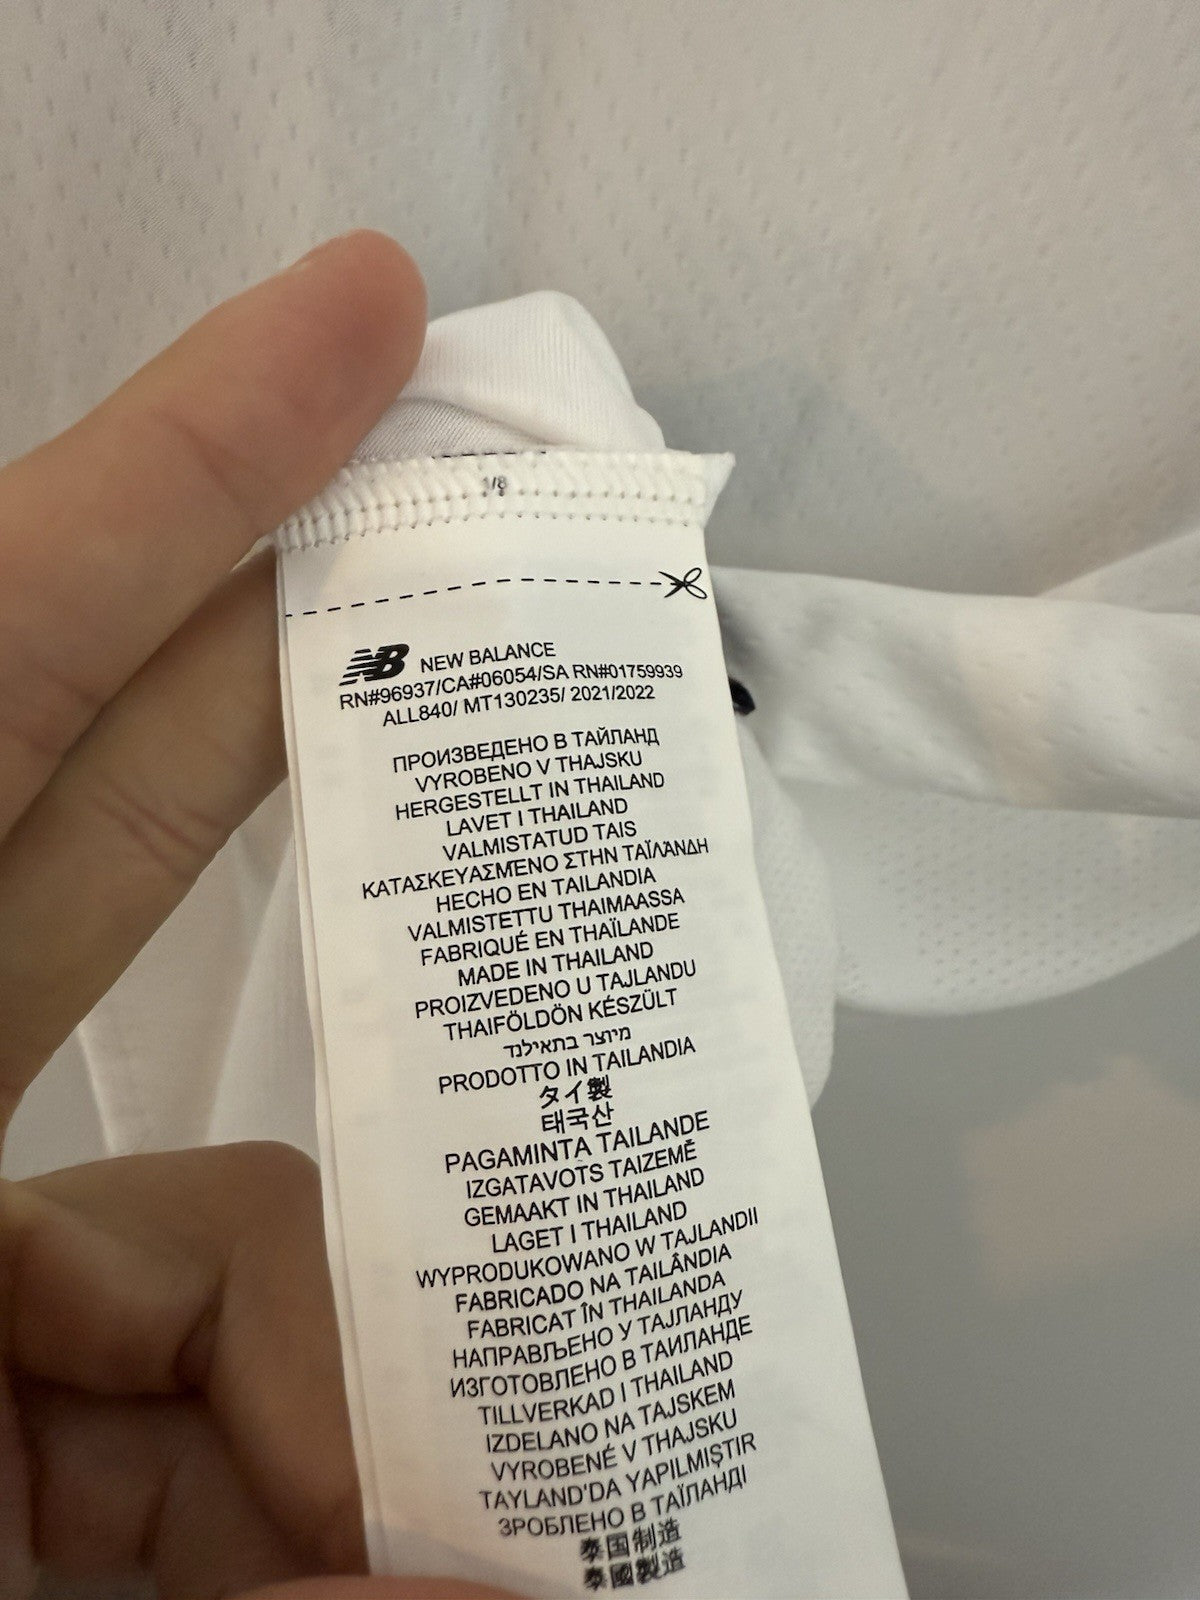 1/8
NB NEW BALANCE
RN#96937/CA#06054/SA RN#01759939
ALL840/ MT130235/ 2021/2022
ПРОИЗВЕДЕНО В ТАЙЛАНД
VYROBENO V THAJSKU
HERGESTELLT IN THAILAND
LAVET I THAILAND
VALMISTATUD TAIS
ΚΑΤΑΣΚΕΥΑΣΜΈΝΟ ΣΤΗΝ ΤΑΪΛΆΝΔΗ
HECHO EN TAILANDIA
VALMISTETTU THAIMAASSA
FABRIQUÉ EN THAÏLANDE
MADE IN THAILAND
PROIZVEDENO U TAJLANDU
THAIFÖLDÖN KÉSZÜLT
מיוצר בתאילנד
PRODOTTO IN TAILANDIA
タイ製
태국산
PAGAMINTA TAILANDE
IZGATAVOTS TAIZEMĒ
GEMAAKT IN THAILAND
LAGET I THAILAND
WYPRODUKOWANO W TAJLANDII
FABRICADO NA TAILÂNDIA
FABRICAT ÎN THAILANDA
НАПРАВЉЕНО У ТАЈЛАНДУ
ИЗГОТОВЛЕНО В ТАИЛАНДЕ
TILLVERKAD I THAILAND
IZDELANO NA TAJSKEM
VYROBENÉ V THAJSKU
TAYLAND'DA YAPILMIŞTIR
ЗРОБЛЕНО В ТАЇЛАНДІ
泰国制造
泰國製造